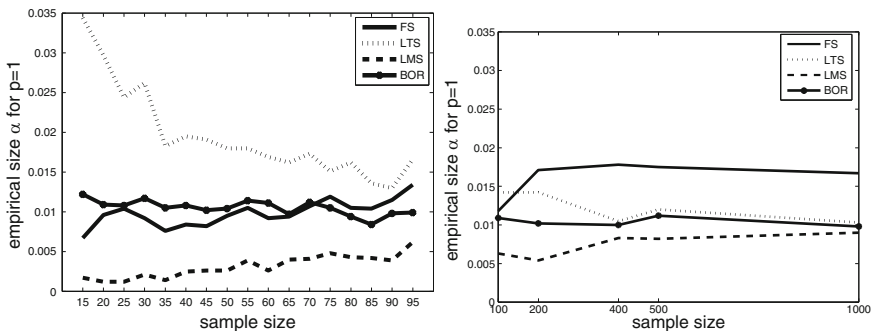 0.035
0.03
0.025
0.02
0.015
0.01
0.005
0
empirical size α for p=1
15 20 25 30 35 40 45 50 55 60 65 70 75 80 85 90 95
sample size
FS
LTS
LMS
BOR
0.035
0.03
0.025
0.02
0.015
0.01
0.005
0
empirical size α for p=1
100 200 400 500 1000
sample size
FS
LTS
LMS
BOR